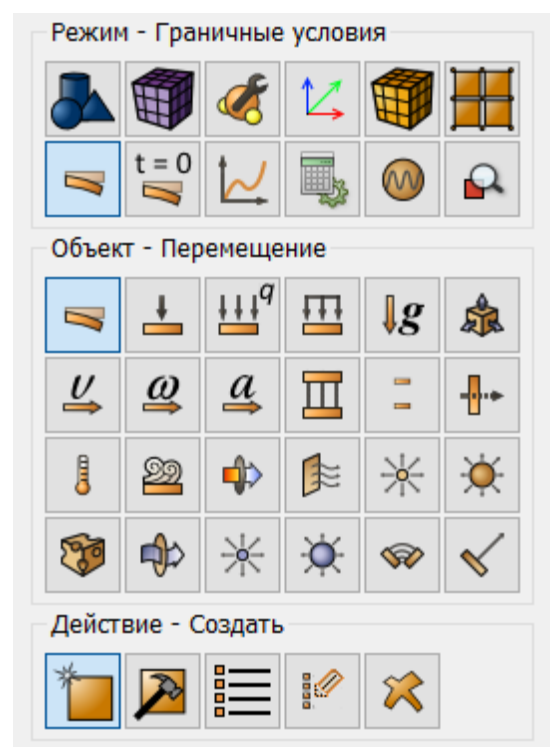 Режим - Граничные условия
t = 0
Объект - Перемещение
q
g
υ ω a
Действие - Создать